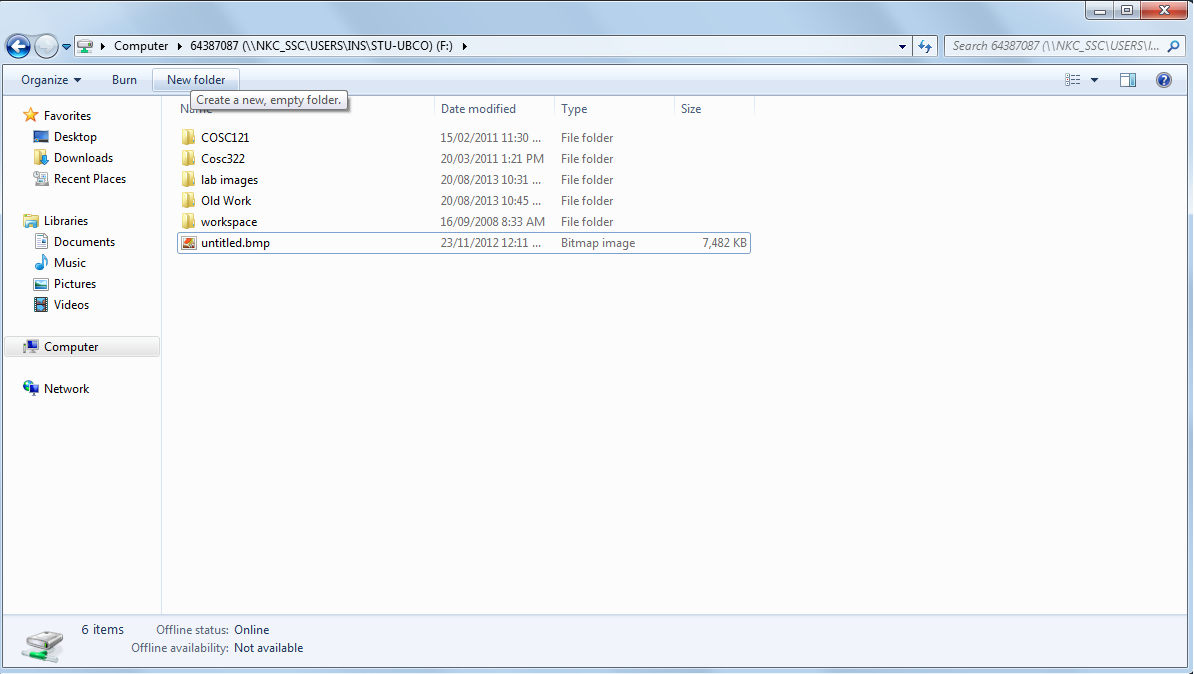 Computer ▸ 64387087 (\\NKC_SSC\USERS\INS\STU-UBCO) (F:) ▸
Search 64387087 (\\NKC_SSC\USERS\I...
Organize Burn New folder
Create a new, empty folder.
Date modified Type Size
Favorites
Desktop
Downloads
Recent Places
Libraries
Documents
Music
Pictures
Videos
Computer
Network
COSC121 15/02/2011 11:30 ... File folder
Cosc322 20/03/2011 1:21 PM File folder
lab images 20/08/2013 10:31 ... File folder
Old Work 20/08/2013 10:45 ... File folder
workspace 16/09/2008 8:33 AM File folder
untitled.bmp 23/11/2012 12:11 ... Bitmap image 7,482 KB
6 items Offline status: Online
Offline availability: Not available